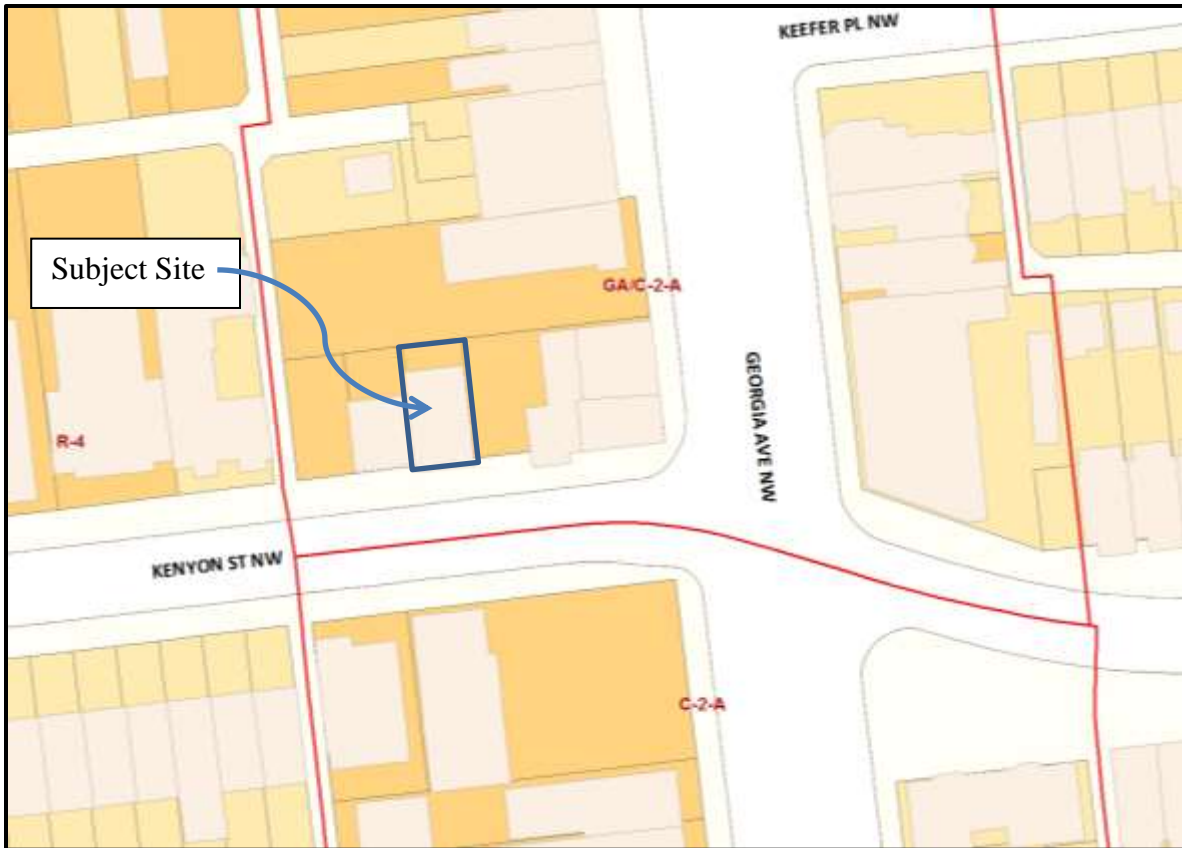 KEEFER PL NW
Subject Site
GA/C-2-A
GEORGIA AVE NW
R-4
KENYON ST NW
C-2-A